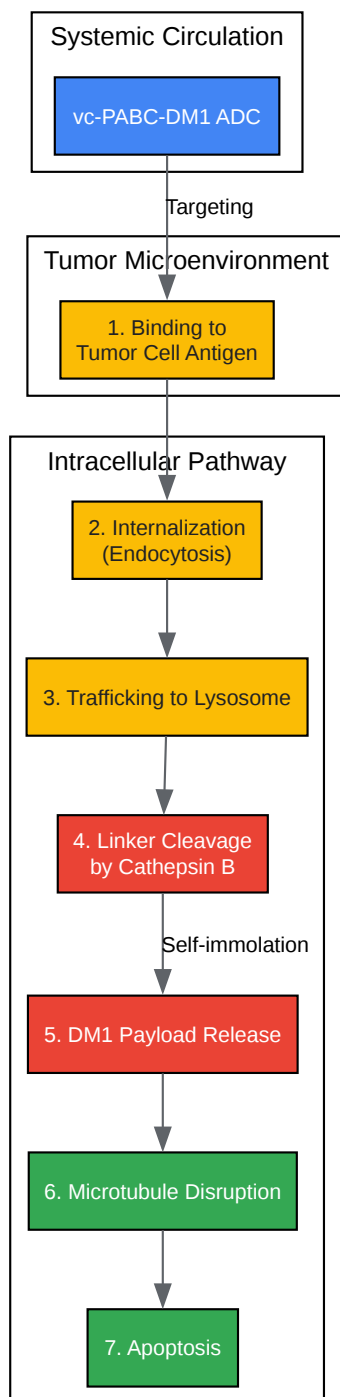 Systemic Circulation
vc-PABC-DM1 ADC
Targeting
Tumor Microenvironment
1. Binding to
Tumor Cell Antigen
Intracellular Pathway
2. Internalization
(Endocytosis)
3. Trafficking to Lysosome
4. Linker Cleavage
by Cathepsin B
Self-immolation
5. DM1 Payload Release
6. Microtubule Disruption
7. Apoptosis